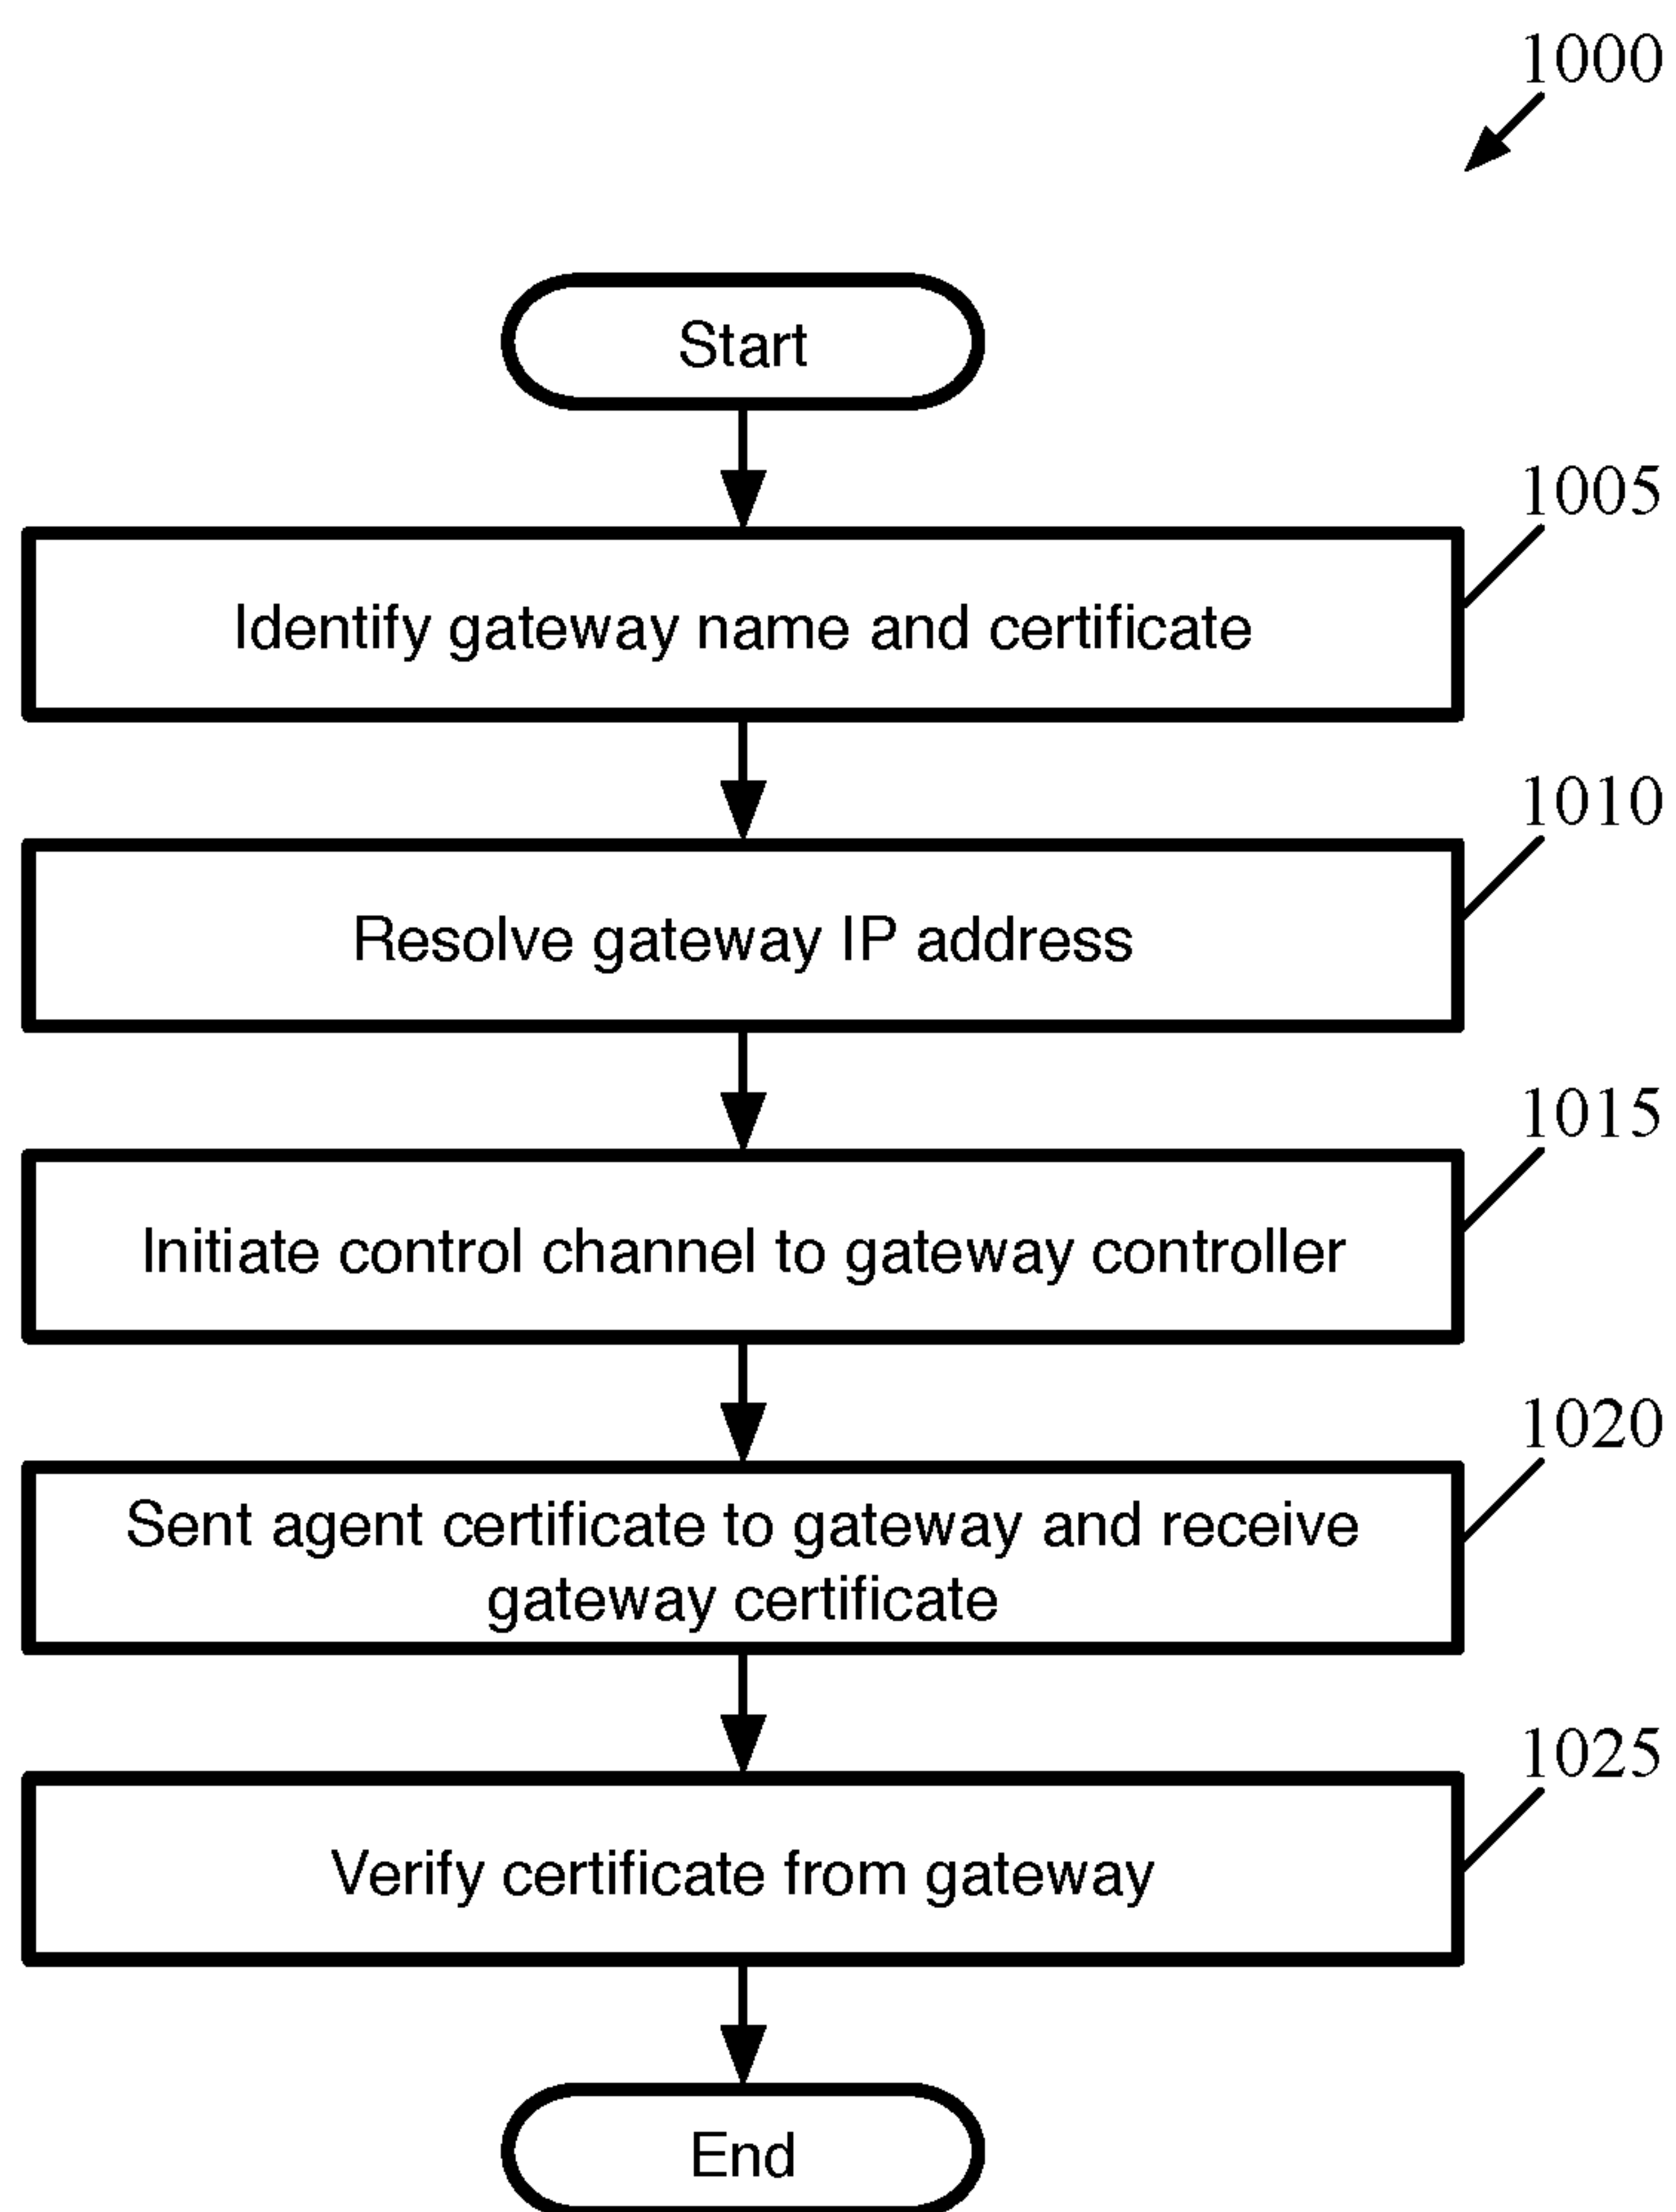 1000
Start
1005
Identify gateway name and certificate
1010
Resolve gateway IP address
1015
Initiate control channel to gateway controller
1020
Sent agent certificate to gateway and receive
gateway certificate
1025
Verify certificate from gateway
End